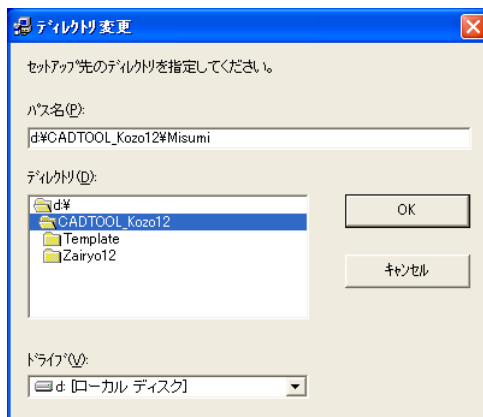 ディレクトリ変更
セットアップ先のディレクトリを指定してください。
パス名(P):
d:¥CADTOOL_Kozo12¥Misumi
ディレクトリ(D):
d:¥
CADTOOL_Kozo12
Template
Zairyo12
OK
キャンセル
ドライブ(V):
d: [ローカル ディスク]